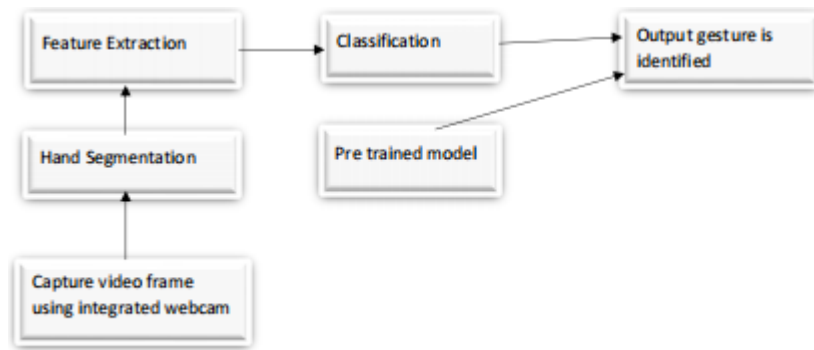 Feature Extraction
Classification
Output gesture is
identified
Hand Segmentation
Pre trained model
Capture video frame
using integrated webcam